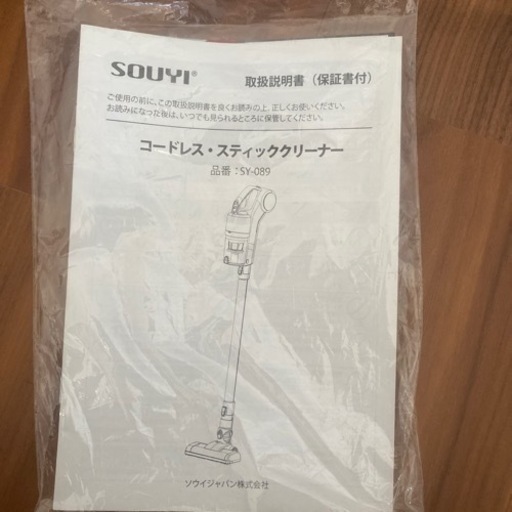 SOUYI® 取扱説明書（保証書付）
ご使用の前に、この取扱説明書を良くお読みの上、正しくお使いください。
お読みになった後は、いつでも見られるところに保管してください。
コードレス・スティッククリーナー
品番：SY-089
ソウイジャパン株式会社